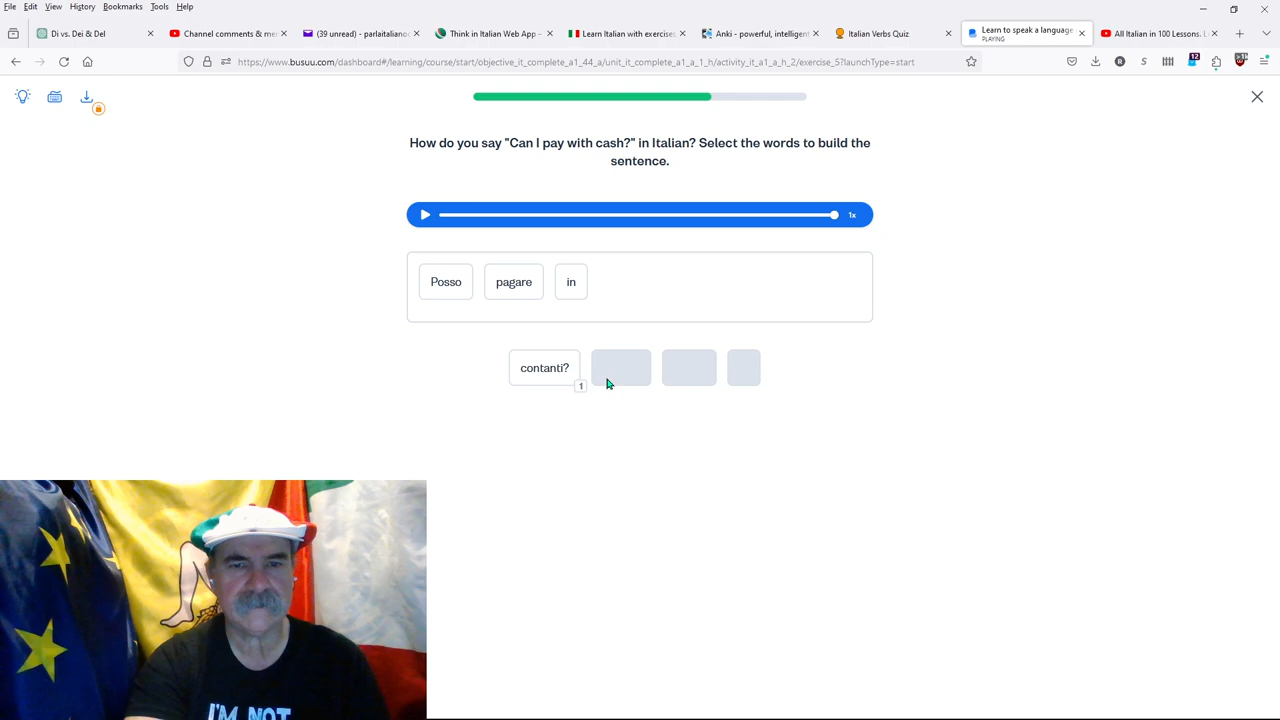 File Edit View History Bookmarks Tools Help
Di vs. Dei & Del
Channel comments & me
(39 unread) - parlaitaliano
Think in Italian Web App –
Learn Italian with exercises
Anki - powerful, intelligent
Italian Verbs Quiz
Learn to speak a language
PLAYING
All Italian in 100 Lessons. L
https://www.busuu.com/dashboard#/learning/course/start/objective_it_complete_a1_44_a/unit_it_complete_a1_a_1_h/activity_it_a1_a_h_2/exercise_5?launchType=start
12
How do you say "Can I pay with cash?" in Italian? Select the words to build the
sentence.
1x
Posso pagare in
contanti?
1
I'M NOT